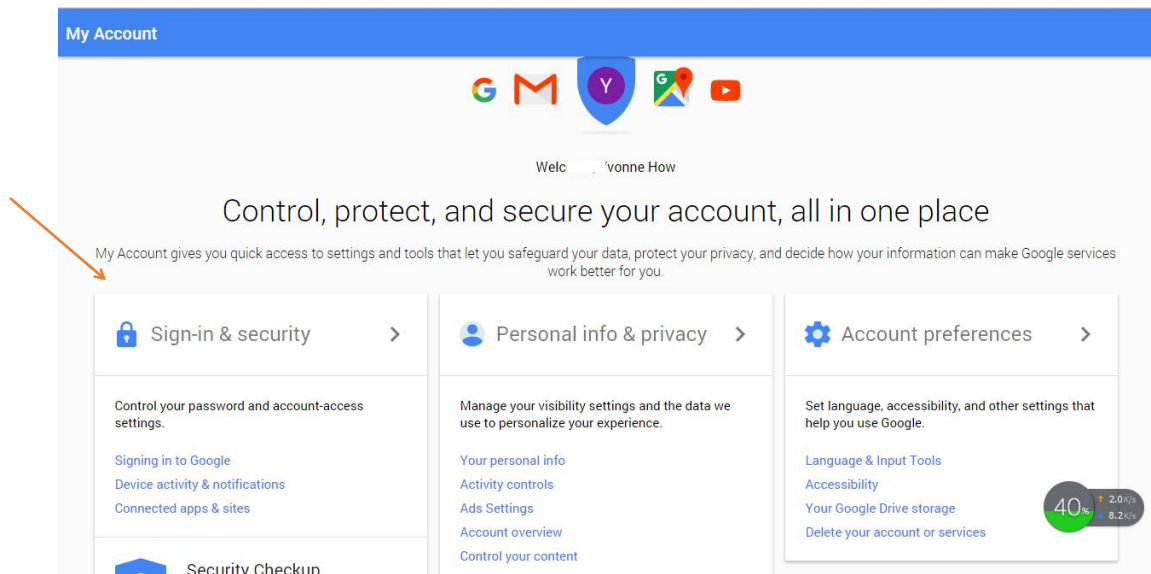 My Account
Y
Welc , vonne How
Control, protect, and secure your account, all in one place
My Account gives you quick access to settings and tools that let you safeguard your data, protect your privacy, and decide how your information can make Google services
work better for you.
Sign-in & security
Control your password and account-access
settings.
Signing in to Google
Device activity & notifications
Connected apps & sites
Security Checkup
Personal info & privacy
Manage your visibility settings and the data we
use to personalize your experience.
Your personal info
Activity controls
Ads Settings
Account overview
Control your content
Account preferences
Set language, accessibility, and other settings that
help you use Google.
Language & Input Tools
Accessibility
Your Google Drive storage
Delete your account or services
40%
2.0K/s
8.2K/s